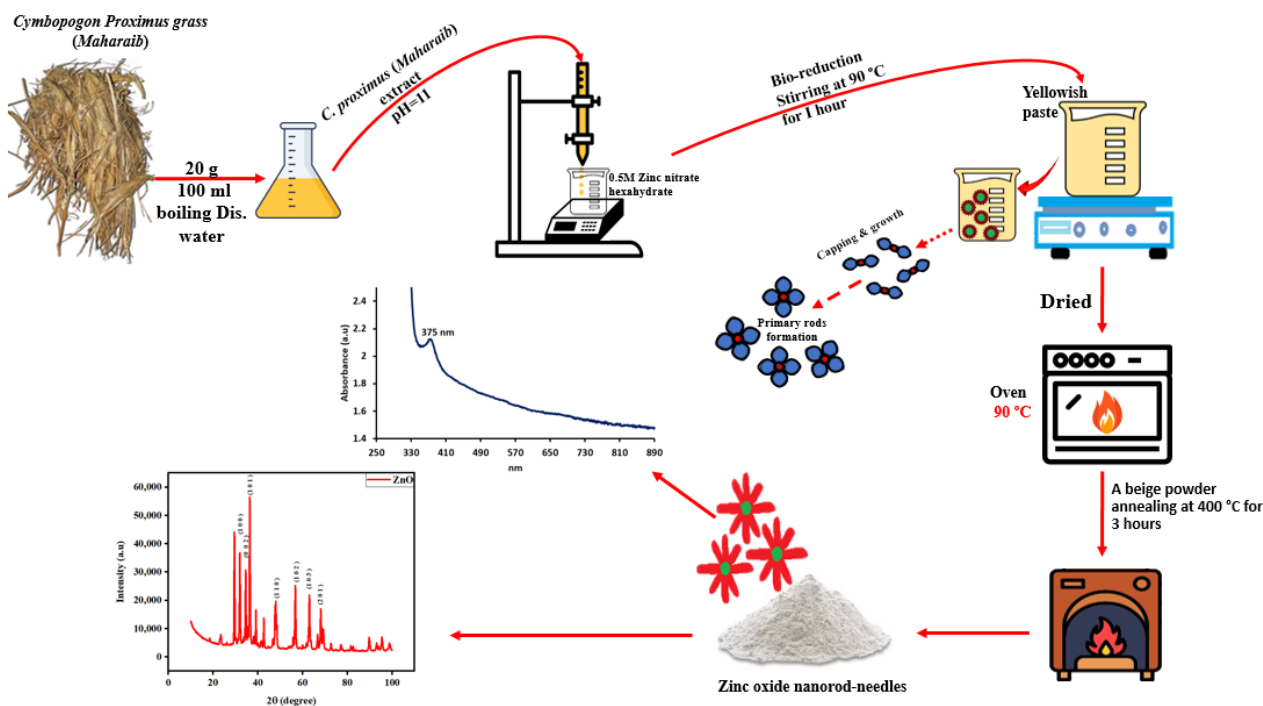 Cymbopogon Proximus grass
(Maharaib)
20 g
100 ml
boiling Dis.
water
C. proximus (Maharaib)
extract
pH=11
0.5M Zinc nitrate
hexahydrate
Bio-reduction
Stirring at 90 °C
for 1 hour
Yellowish
paste
Capping & growth
Primary rods
formation
Dried
Oven
90 °C
A beige powder
annealing at 400 °C for
3 hours
Zinc oxide nanorod-needles
375 nm
Absorbance (a.u)
2.4
2.2
2
1.8
1.6
1.4
250 330 410 490 570 650 730 810 890
nm
ZnO
(100)
(002)
(101)
(110)
(102)
(103)
(201)
Intensity (a.u)
60,000
50,000
40,000
30,000
20,000
10,000
0
0 20 40 60 80 100
2θ (degree)